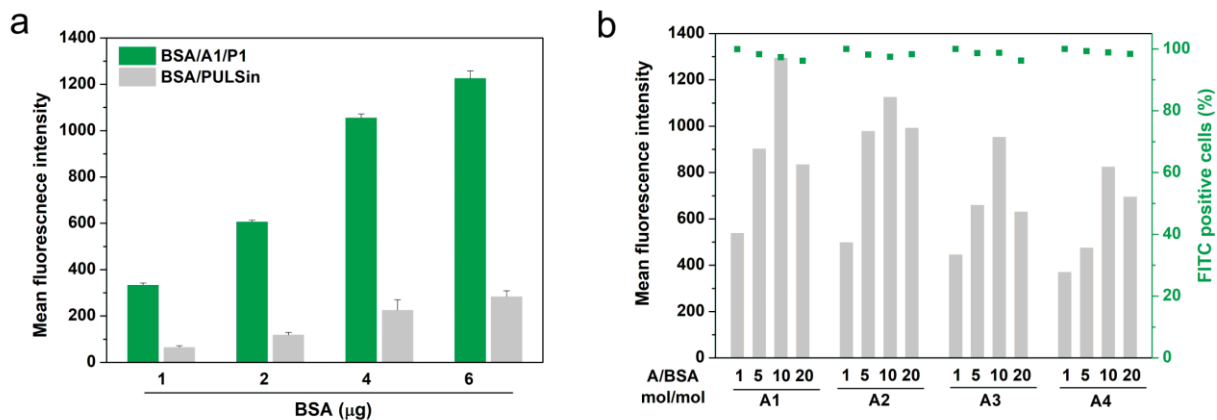 a
1400
1200
1000
800
600
400
200
0
Mean fluorescnece intensity
BSA/A1/P1
BSA/PULSin
1 2 4 6
BSA (μg)
b
1400
1200
1000
800
600
400
200
0
Mean fluorescence intensity
100
80
60
40
20
0
FITC positive cells (%)
A/BSA 1 5 10 20 1 5 10 20 1 5 10 20 1 5 10 20
mol/mol A1 A2 A3 A4